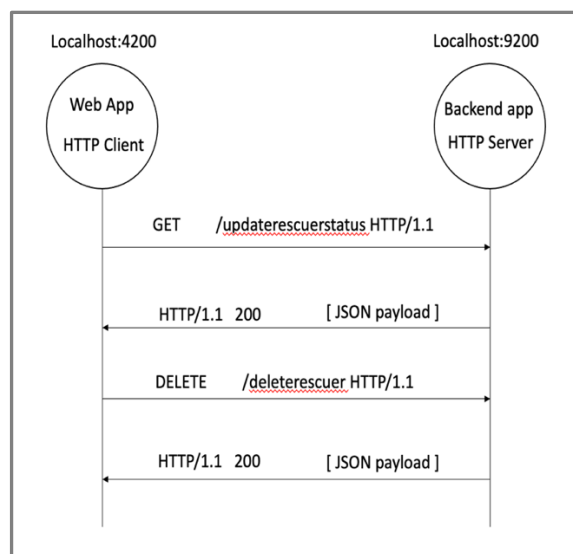 Localhost:4200
Localhost:9200
Web App
HTTP Client
Backend app
HTTP Server
GET /updaterescuerstatus HTTP/1.1
HTTP/1.1 200 [ JSON payload ]
DELETE /deleterescuer HTTP/1.1
HTTP/1.1 200 [ JSON payload ]